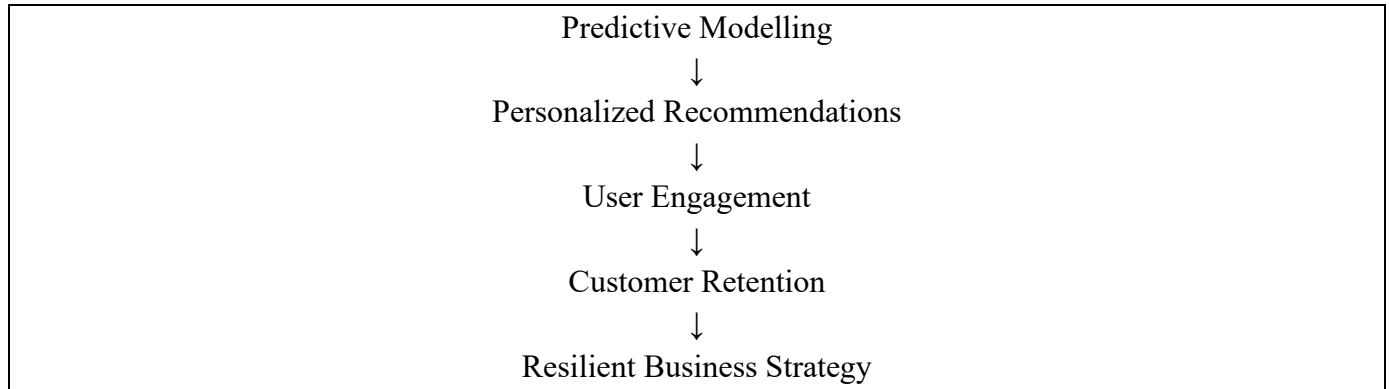 Predictive Modelling
↓
Personalized Recommendations
↓
User Engagement
↓
Customer Retention
↓
Resilient Business Strategy